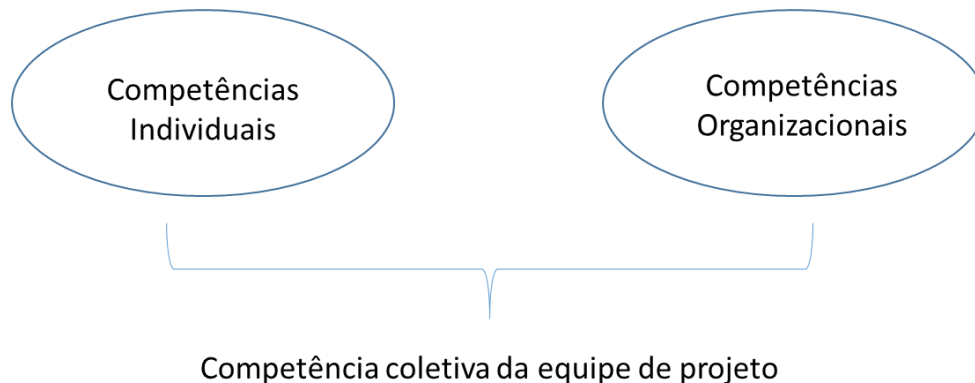 Competências
Individuais
Competências
Organizacionais
Competência coletiva da equipe de projeto